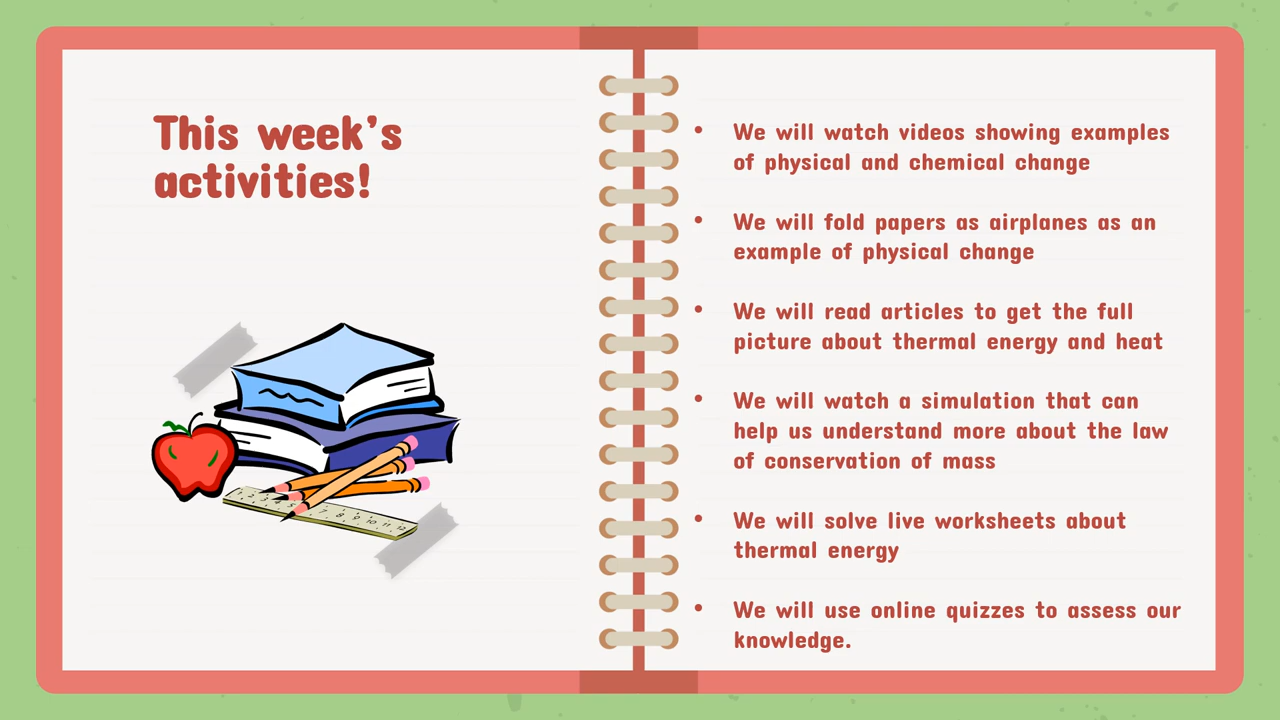 This week's
activities!
• We will watch videos showing examples
of physical and chemical change
• We will fold papers as airplanes as an
example of physical change
• We will read articles to get the full
picture about thermal energy and heat
• We will watch a simulation that can
help us understand more about the law
of conservation of mass
• We will solve live worksheets about
thermal energy
• We will use online quizzes to assess our
knowledge.